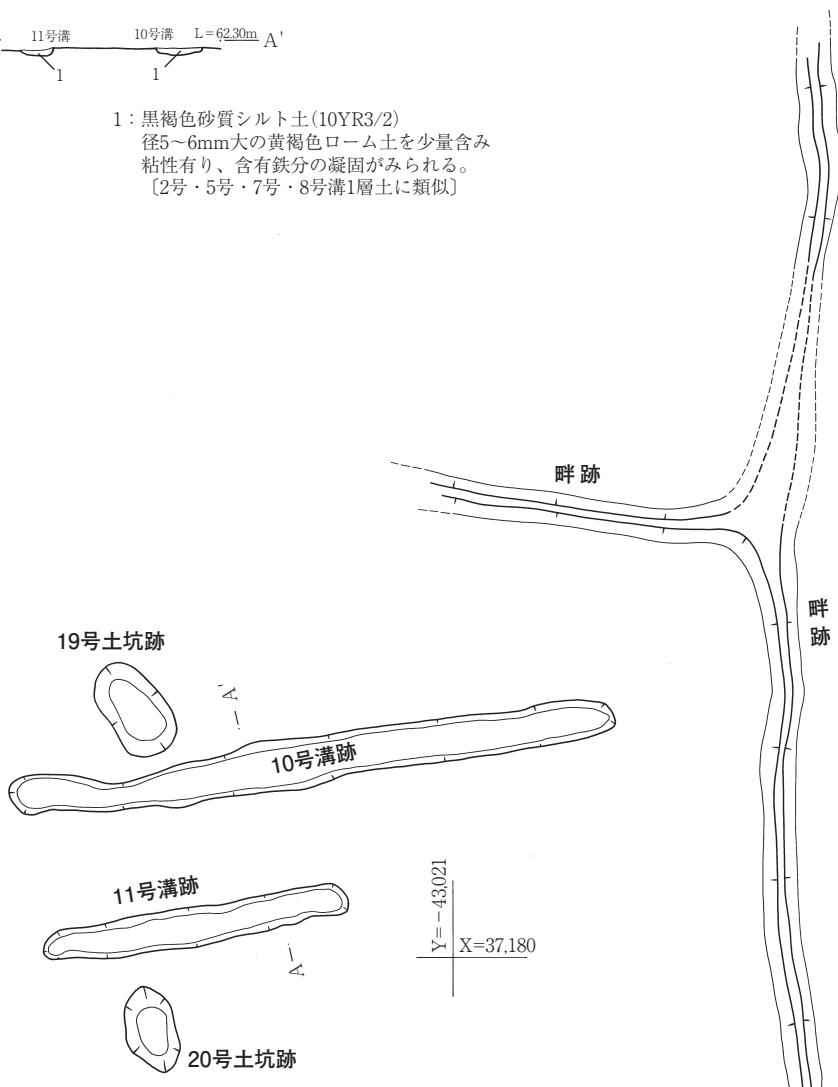 11号溝 10号溝 L=62.30m A'
1 1
1：黒褐色砂質シルト土(10YR3/2)
径5〜6mm大の黄褐色ローム土を少量含み
粘性有り、含有鉄分の凝固がみられる。
〔2号・5号・7号・8号溝1層土に類似〕
畔跡
畔跡
19号土坑跡
A'
10号溝跡
11号溝跡
A
Y=-43,021
X=37,180
20号土坑跡